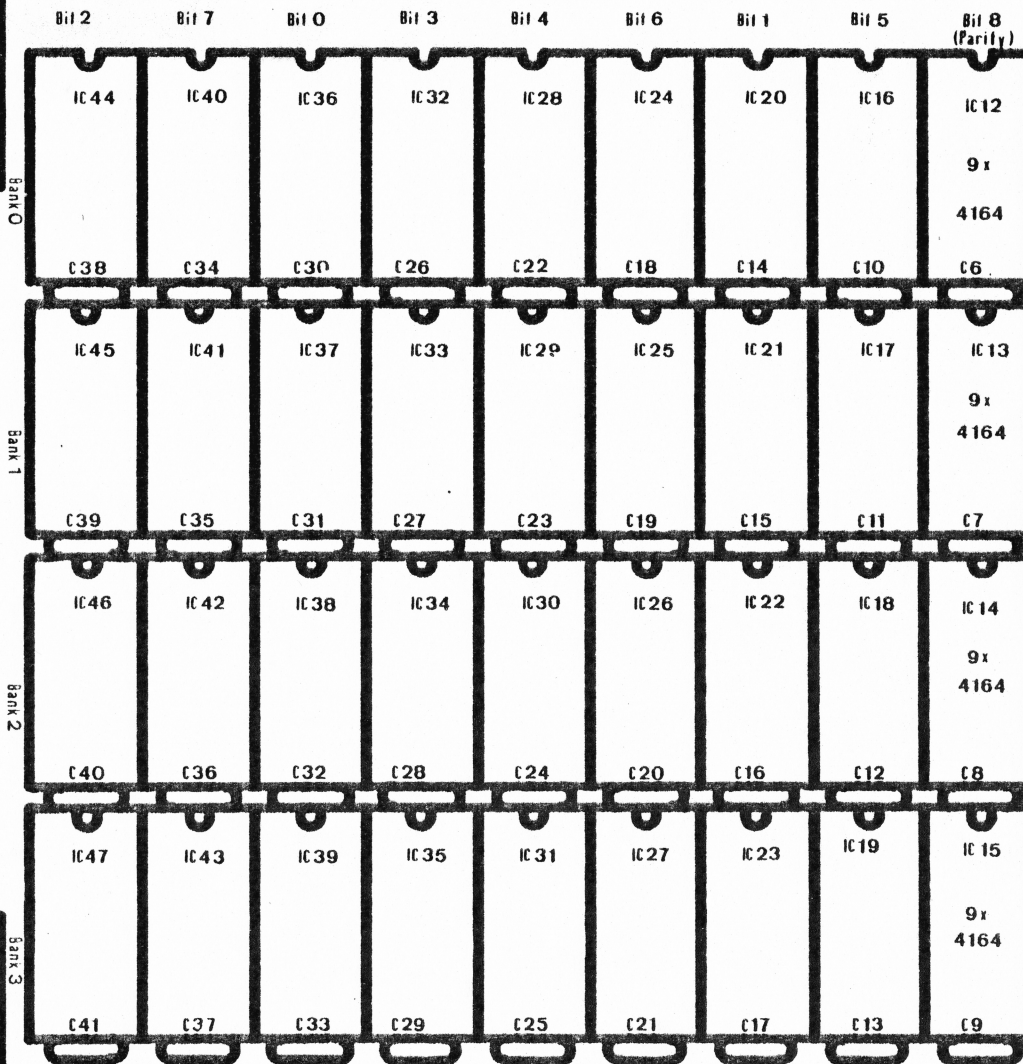 Bit 2 Bit 7 Bit 0 Bit 3 Bit 4 Bit 6 Bit 1 Bit 5 Bit 8
(Parity)
IC44 IC40 IC36 IC32 IC28 IC24 IC20 IC16 IC12
9x
Bank 0
4164
C38 C34 C30 C26 C22 C18 C14 C10 C6
IC45 IC41 IC37 IC33 IC29 IC25 IC21 IC17 IC13
9x
Bank 1
4164
C39 C35 C31 C27 C23 C19 C15 C11 C7
IC46 IC42 IC38 IC34 IC30 IC26 IC22 IC18 IC14
9x
Bank 2
4164
C40 C36 C32 C28 C24 C20 C16 C12 C8
IC47 IC43 IC39 IC35 IC31 IC27 IC23 IC19 IC15
9x
Bank 3
4164
C41 C37 C33 C29 C25 C21 C17 C13 C9